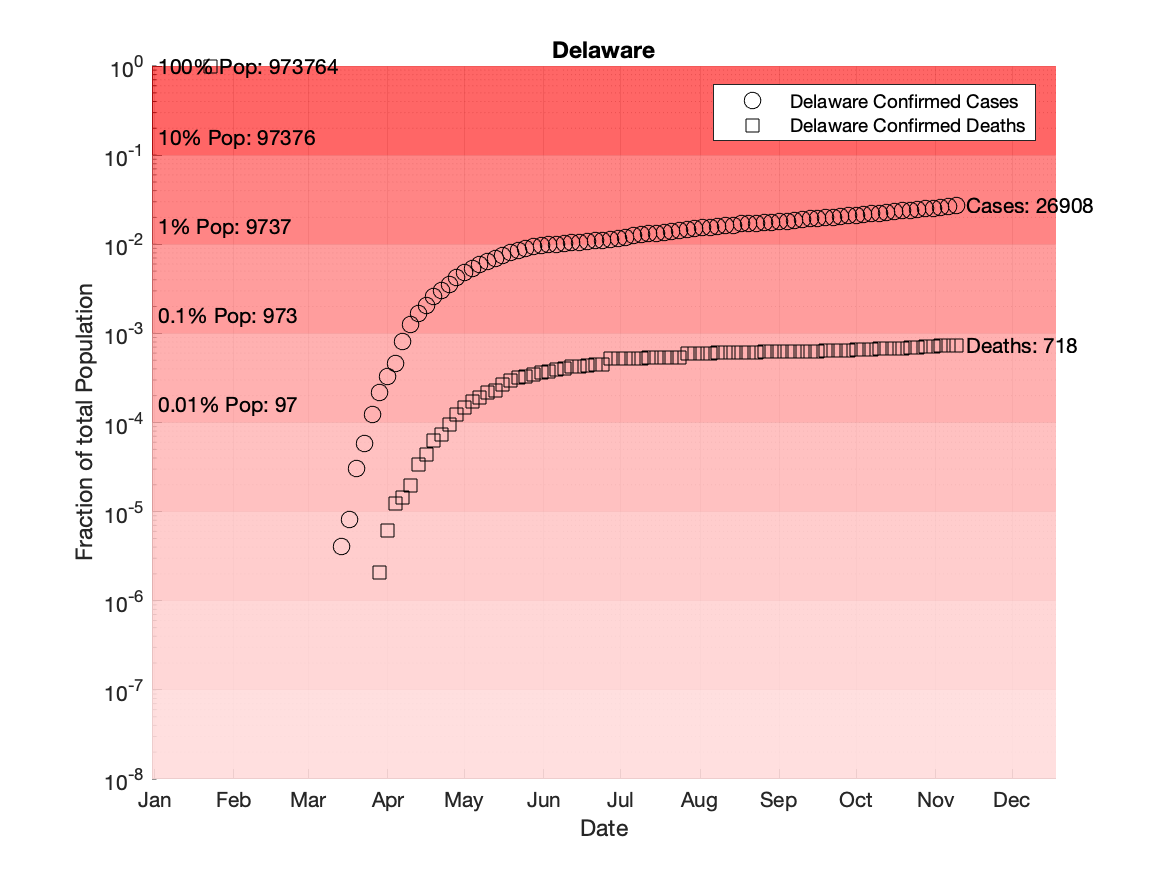 Delaware
10^0
100% Pop: 973764
Delaware Confirmed Cases
Delaware Confirmed Deaths
10% Pop: 97376
10^-1
Cases: 26908
1% Pop: 9737
10^-2
0.1% Pop: 973
10^-3
Deaths: 718
0.01% Pop: 97
10^-4
10^-5
10^-6
10^-7
10^-8
Fraction of total Population
Jan Feb Mar Apr May Jun Jul Aug Sep Oct Nov Dec
Date